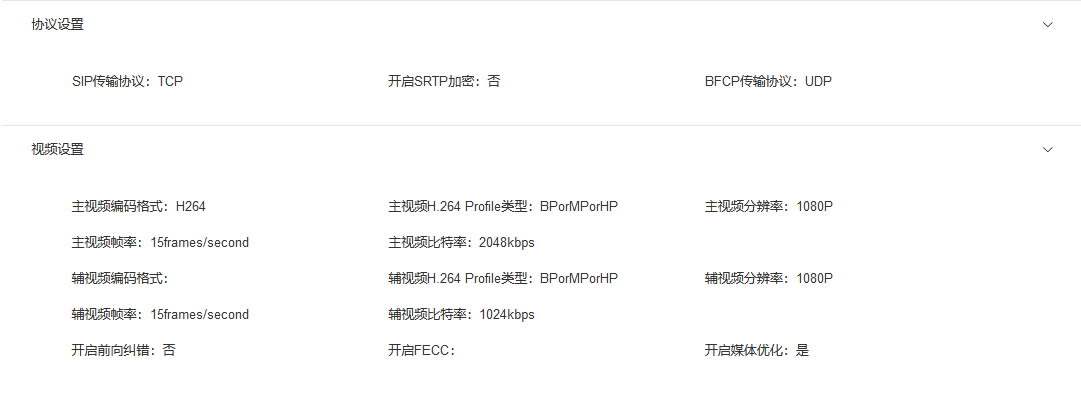 协议设置
SIP传输协议：TCP 开启SRTP加密：否 BFCP传输协议：UDP
视频设置
主视频编码格式：H264 主视频H.264 Profile类型：BPorMPorHP 主视频分辨率：1080P
主视频帧率：15frames/second 主视频比特率：2048kbps
辅视频编码格式： 辅视频H.264 Profile类型：BPorMPorHP 辅视频分辨率：1080P
辅视频帧率：15frames/second 辅视频比特率：1024kbps
开启前向纠错：否 开启FECC： 开启媒体优化：是